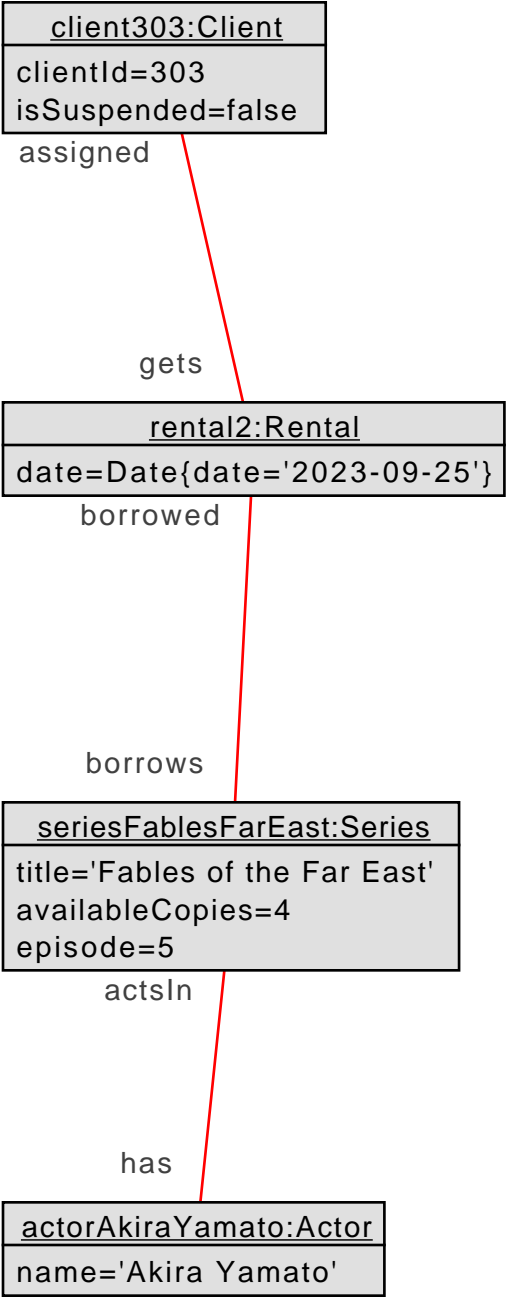 client303:Client
clientId=303
isSuspended=false
assigned
gets
rental2:Rental
date=Date{date='2023-09-25'}
borrowed
borrows
seriesFablesFarEast:Series
title='Fables of the Far East'
availableCopies=4
episode=5
actsIn
has
actorAkiraYamato:Actor
name='Akira Yamato'